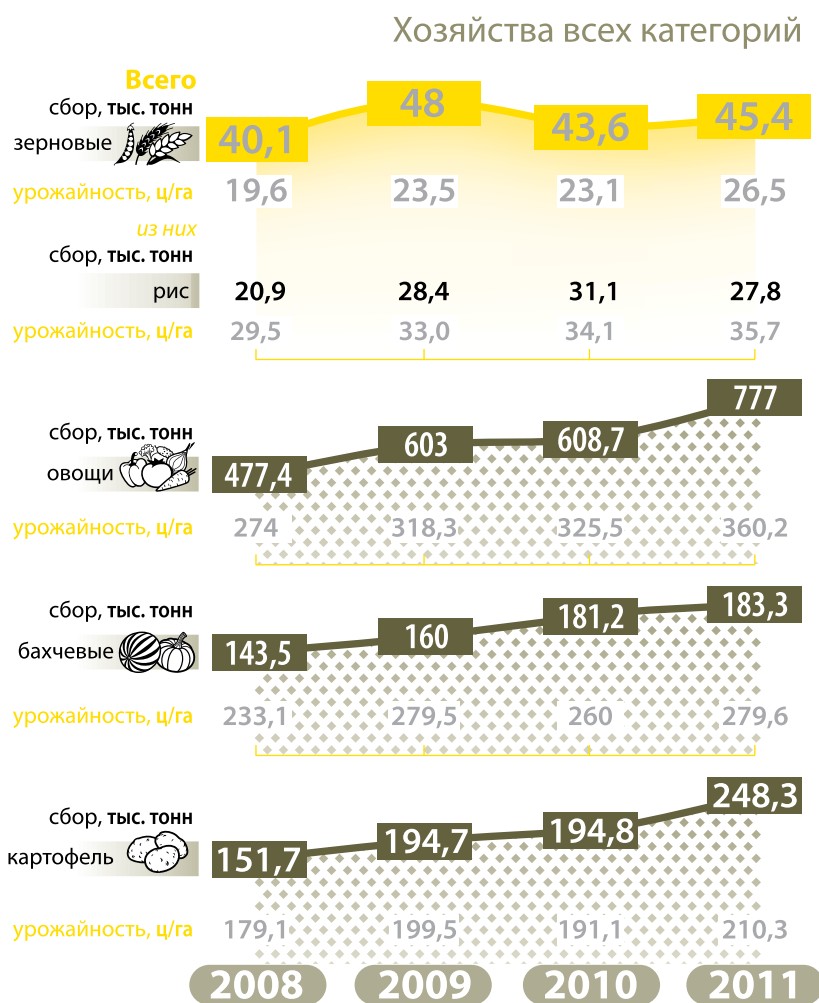 Хозяйства всех категорий
Всего
сбор, тыс. тонн
зерновые 40,1 48 43,6 45,4
урожайность, ц/га 19,6 23,5 23,1 26,5
из них
сбор, тыс. тонн
рис 20,9 28,4 31,1 27,8
урожайность, ц/га 29,5 33,0 34,1 35,7
сбор, тыс. тонн
овощи 477,4 603 608,7 777
урожайность, ц/га 274 318,3 325,5 360,2
сбор, тыс. тонн
бахчевые 143,5 160 181,2 183,3
урожайность, ц/га 233,1 279,5 260 279,6
сбор, тыс. тонн
картофель 151,7 194,7 194,8 248,3
урожайность, ц/га 179,1 199,5 191,1 210,3
2008 2009 2010 2011